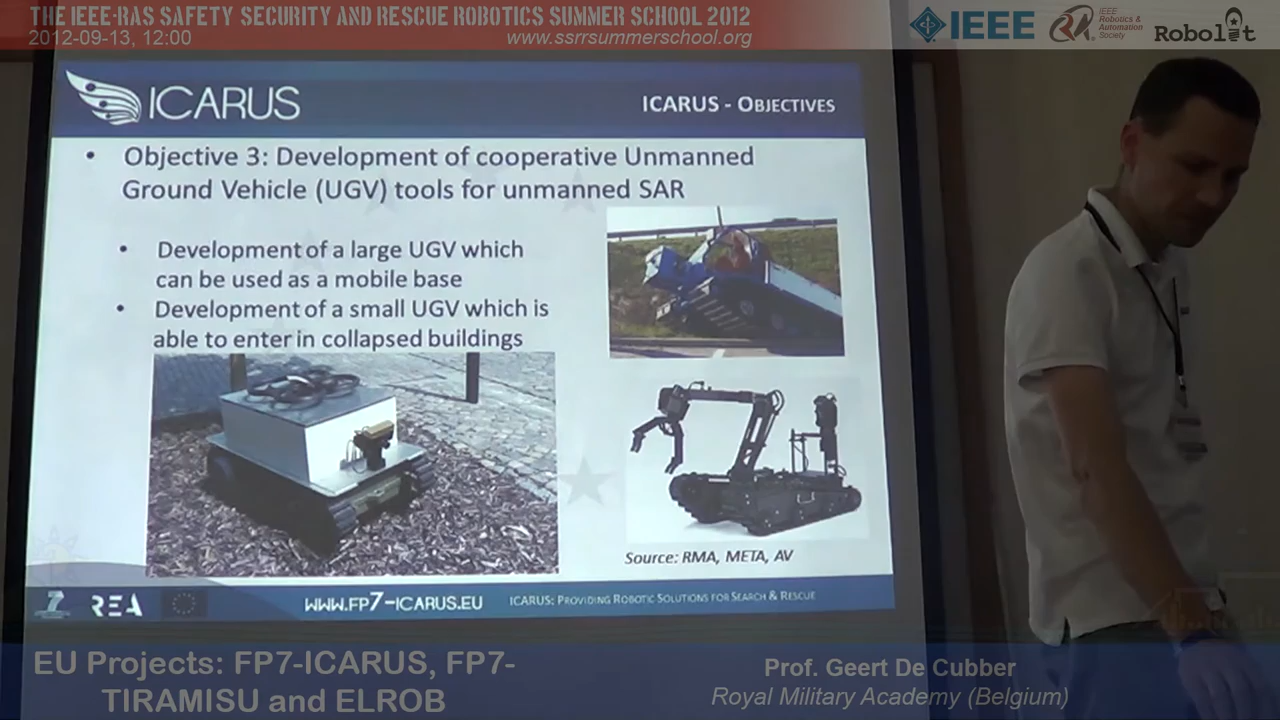 THE IEEE-RAS SAFETY SECURITY AND RESCUE ROBOTICS SUMMER SCHOOL 2012
2012-09-13, 12:00
www.ssrrsummerschool.org
IEEE
IEEE
Robotics &
Automation
Society
Robolit
ICARUS
ICARUS - OBJECTIVES
• Objective 3: Development of cooperative Unmanned
Ground Vehicle (UGV) tools for unmanned SAR
• Development of a large UGV which
can be used as a mobile base
• Development of a small UGV which is
able to enter in collapsed buildings
Source: RMA, META, AV
REA
WWW.FP7-ICARUS.EU
ICARUS: PROVIDING ROBOTIC SOLUTIONS FOR SEARCH & RESCUE
EU Projects: FP7-ICARUS, FP7-
TIRAMISU and ELROB
Prof. Geert De Cubber
Royal Military Academy (Belgium)